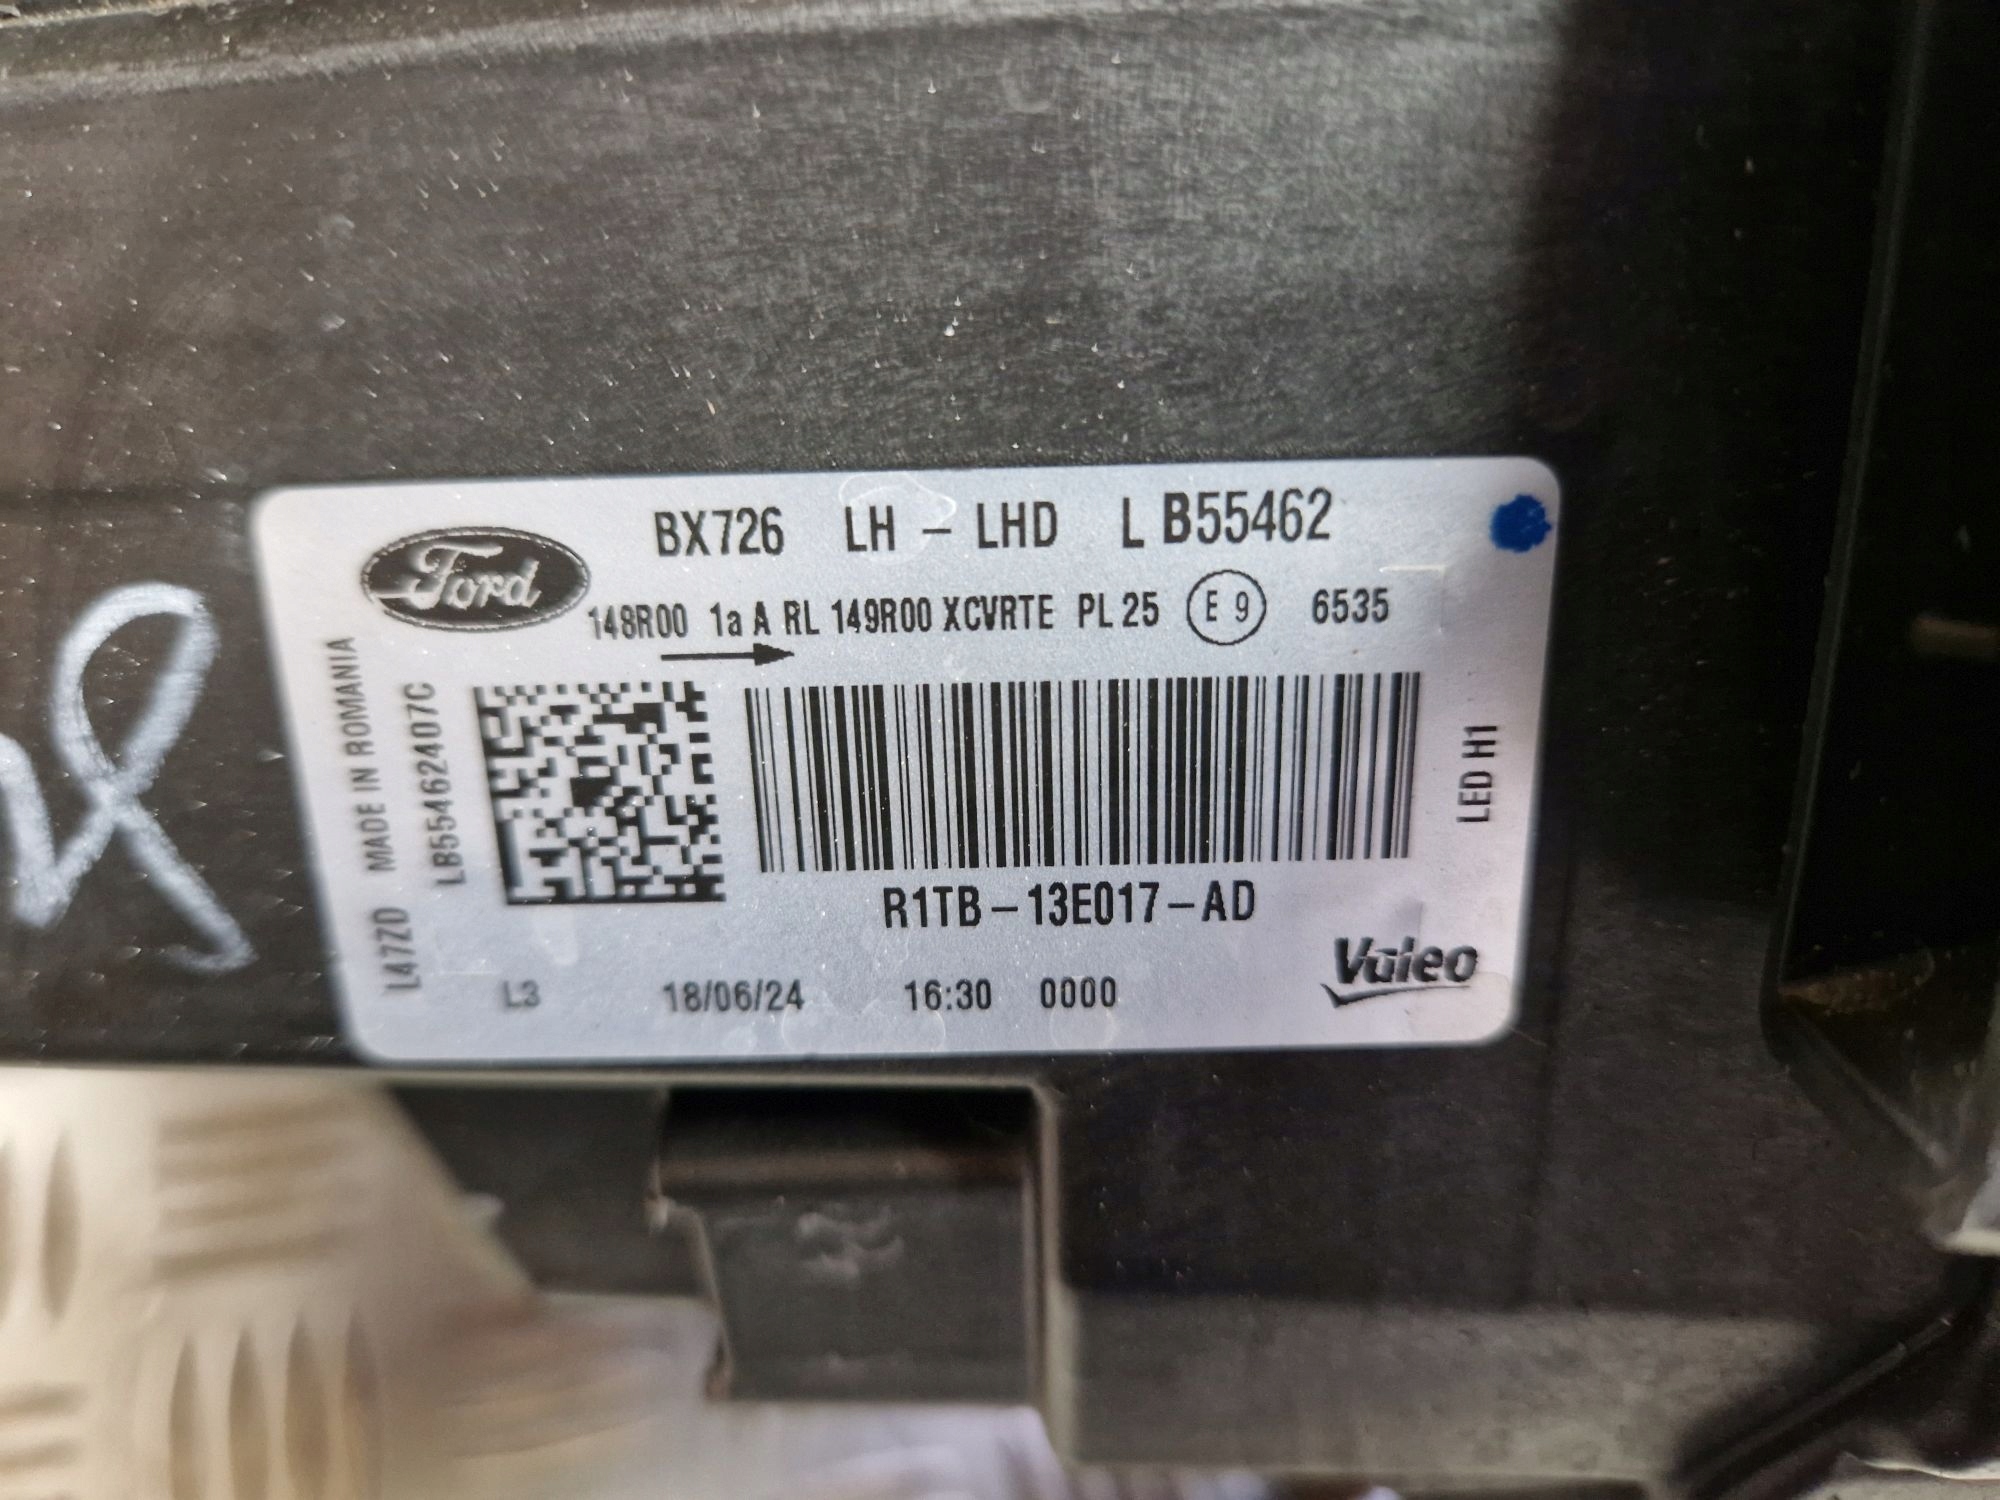 Ford
BX726 LH - LHD L B55462
148R00 1a A RL 149R00 XCVRTE PL 25 E 9 6535
MADE IN ROMANIA
L47ZD
LB55462407C
LED H1
R1TB-13E017-AD
L3 18/06/24 16:30 0000
Valeo